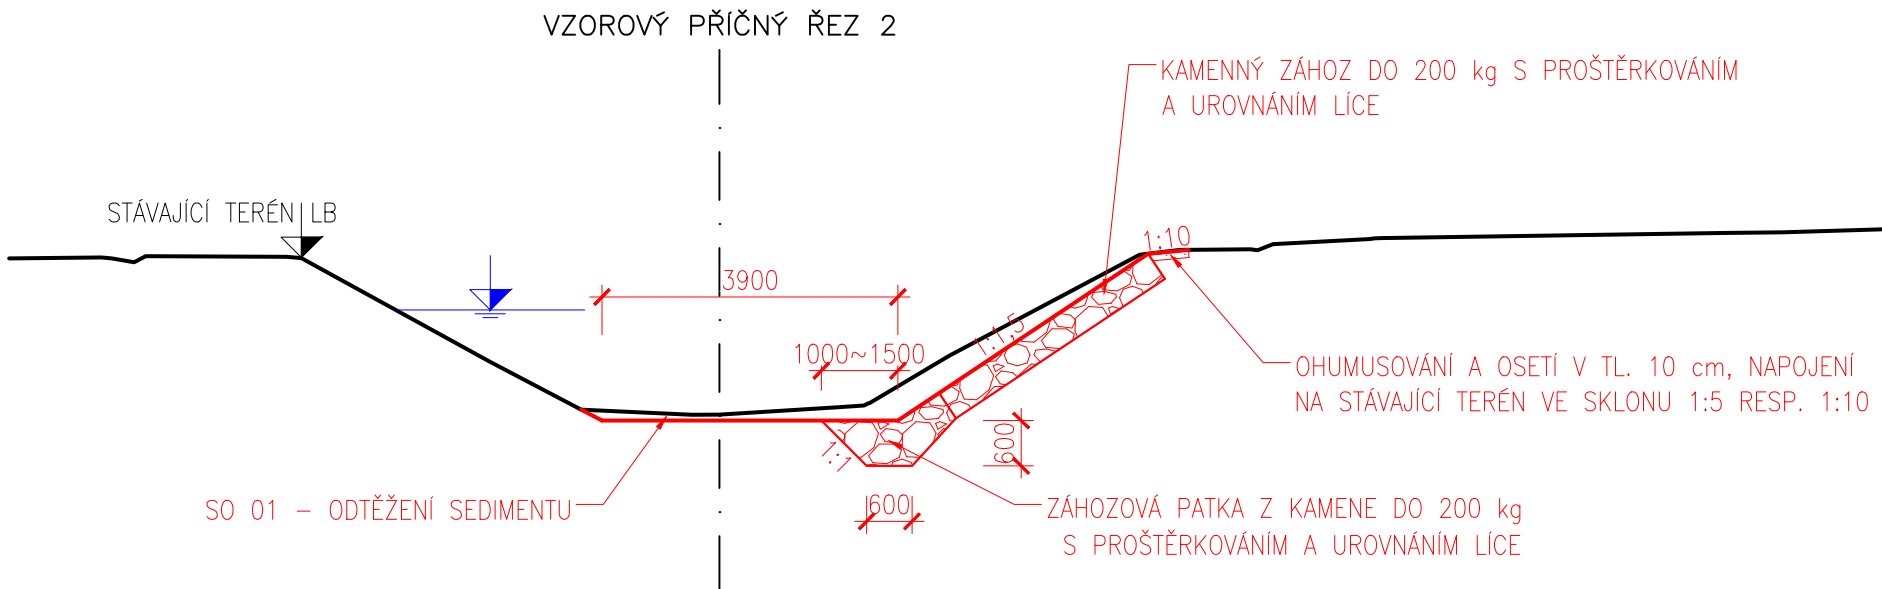 VZOROVÝ PŘÍČNÝ ŘEZ 2
KAMENNÝ ZÁHOZ DO 200 kg S PROŠTĚRKOVÁNÍM
A UROVNÁNÍM LÍCE
STÁVAJÍCÍ TERÉN LB
1:10
3900
1:1,5
1000~1500
OHUMUSOVÁNÍ A OSETÍ V TL. 10 cm, NAPOJENÍ
NA STÁVAJÍCÍ TERÉN VE SKLONU 1:5 RESP. 1:10
1:1
600
SO 01 – ODTĚŽENÍ SEDIMENTU
600
ZÁHOZOVÁ PATKA Z KAMENE DO 200 kg
S PROŠTĚRKOVÁNÍM A UROVNÁNÍM LÍCE